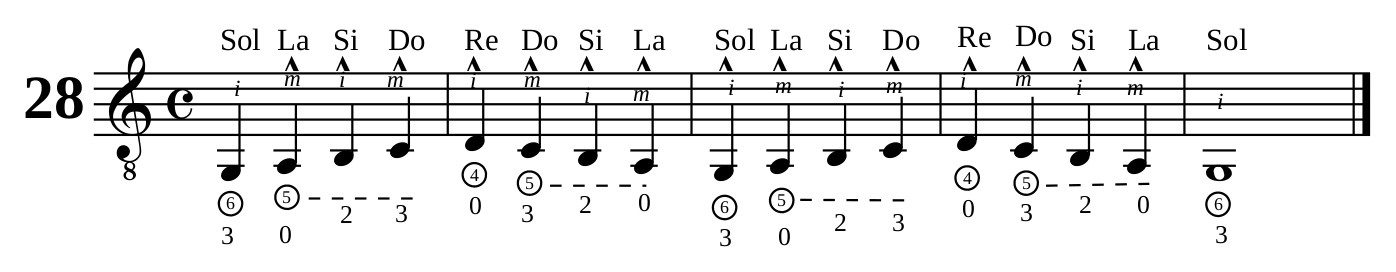 Sol La Si Do Re Do Si La Sol La Si Do Re Do Si La Sol
28
i m i m i m i m i m i m i m i m i
8
6 5 4 5 6 5 4 5 6
3 0 2 3 0 3 2 0 3 0 2 3 0 3 2 0 3